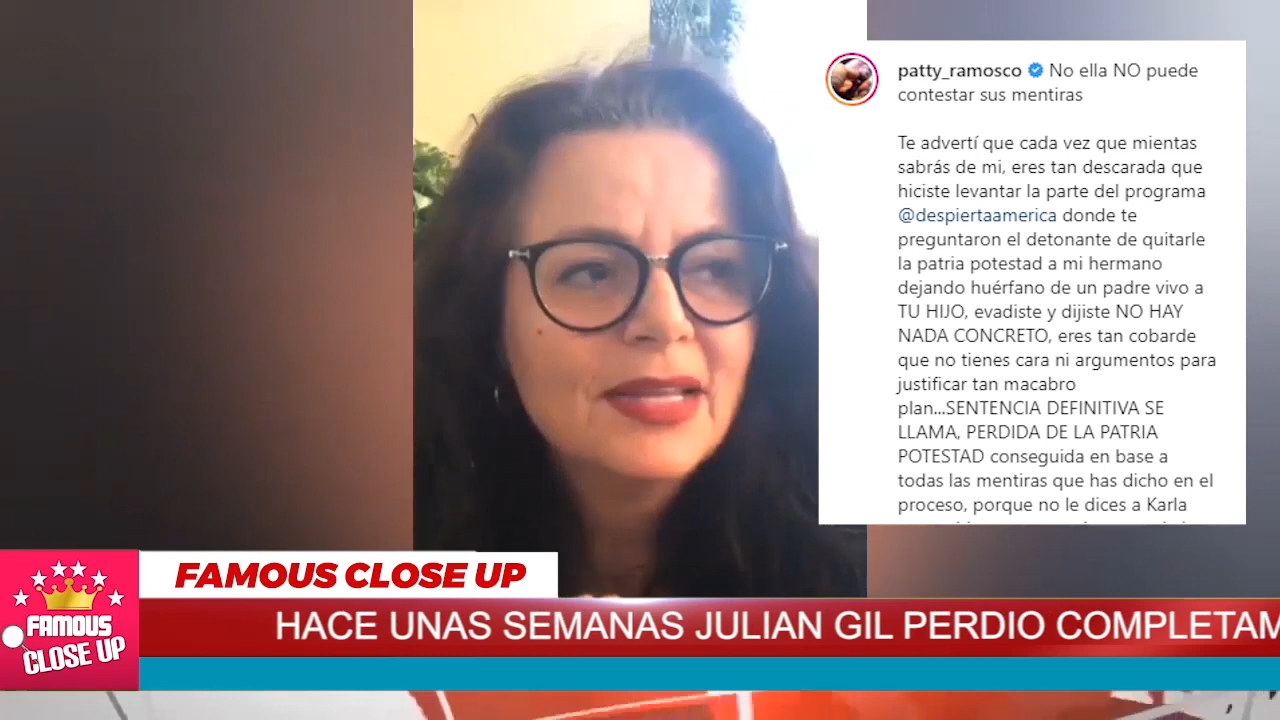 patty_ramosco No ella NO puede
contestar sus mentiras
Te advertí que cada vez que mientas
sabrás de mi, eres tan descarada que
hiciste levantar la parte del programa
@despiertaamerica donde te
preguntaron el detonante de quitarle
la patria potestad a mi hermano
dejando huérfano de un padre vivo a
TU HIJO, evadiste y dijiste NO HAY
NADA CONCRETO, eres tan cobarde
que no tienes cara ni argumentos para
justificar tan macabro
plan...SENTENCIA DEFINITIVA SE
LLAMA, PERDIDA DE LA PATRIA
POTESTAD conseguida en base a
todas las mentiras que has dicho en el
proceso, porque no le dices a Karla
FAMOUS CLOSE UP
HACE UNAS SEMANAS JULIAN GIL PERDIO COMPLETAM
FAMOUS
CLOSE UP